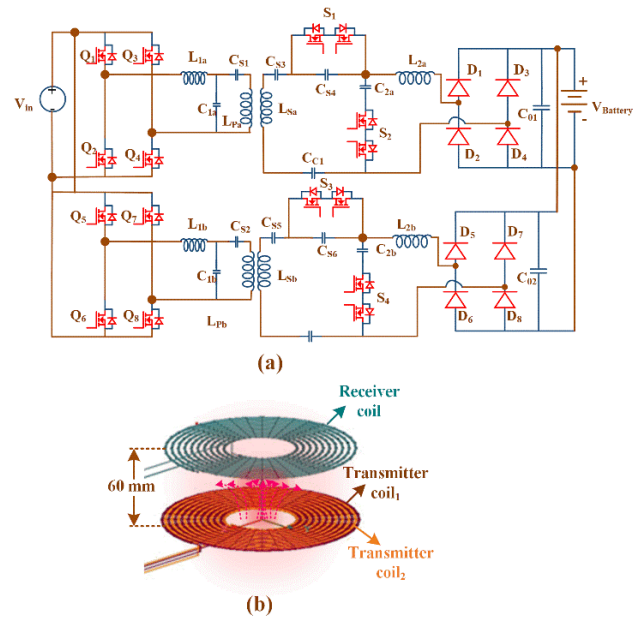 S1
Q1
Q3
L1a
CS1
CS3
L2a
D1
D3
CS4
C2a
Vin
C1a
LPa
LSa
S2
C01
+
VBattery
-
Q2
Q4
CC1
D2
D4
S3
Q5
Q7
L1b
CS2
CS5
L2b
D5
D7
CS6
C2b
C1b
LSb
S4
C02
Q6
Q8
LPb
D6
D8
(a)
Receiver
coil
60 mm
Transmitter
coil1
Transmitter
coil2
(b)